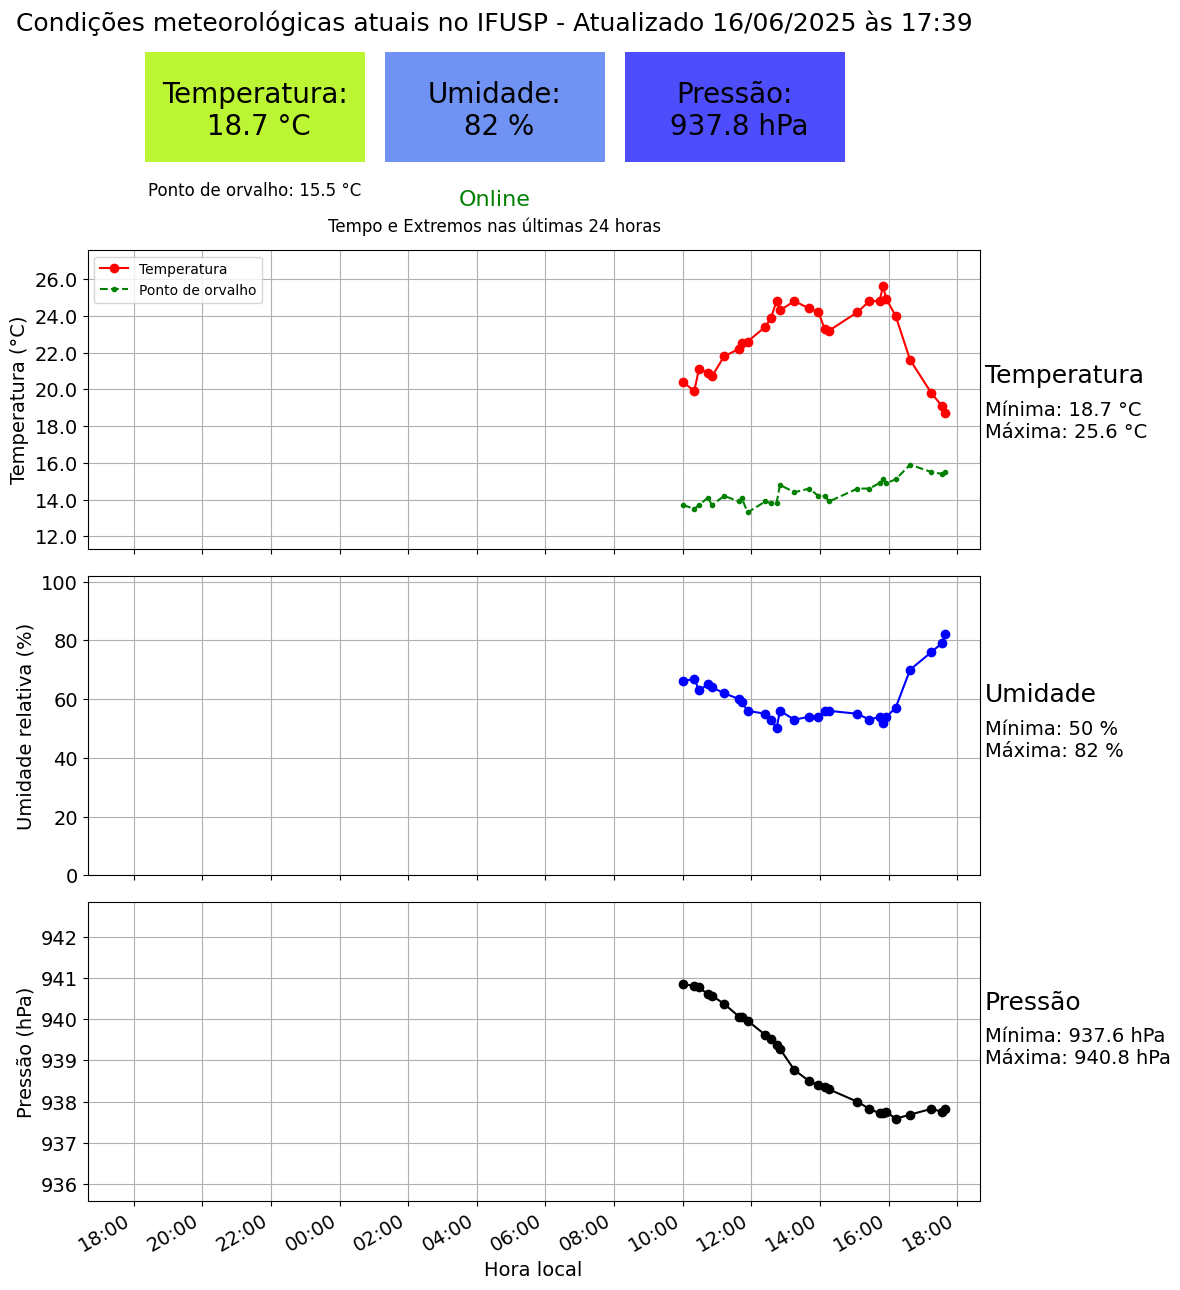 Condições meteorológicas atuais no IFUSP - Atualizado 16/06/2025 às 17:39
Temperatura:
18.7 °C
Umidade:
82 %
Pressão:
937.8 hPa
Ponto de orvalho: 15.5 °C
Online
Tempo e Extremos nas últimas 24 horas
Temperatura
Ponto de orvalho
Temperatura (°C)
26.0
24.0
22.0
20.0
18.0
16.0
14.0
12.0
Temperatura
Mínima: 18.7 °C
Máxima: 25.6 °C
Umidade relativa (%)
100
80
60
40
20
0
Umidade
Mínima: 50 %
Máxima: 82 %
Pressão (hPa)
942
941
940
939
938
937
936
Pressão
Mínima: 937.6 hPa
Máxima: 940.8 hPa
18:00
20:00
22:00
00:00
02:00
04:00
06:00
08:00
10:00
12:00
14:00
16:00
18:00
Hora local